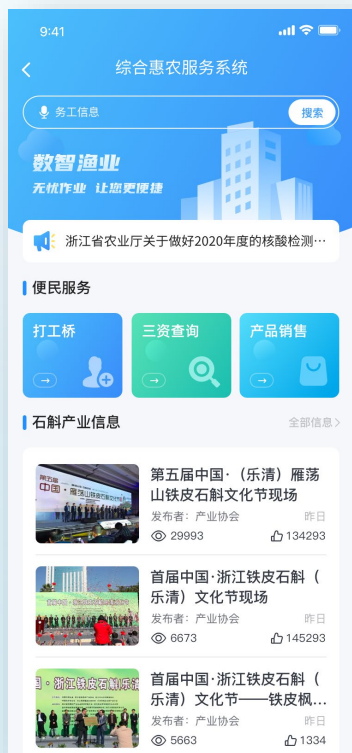 9:41
综合惠农服务系统
务工信息 搜索
数智渔业
无忧作业 让您更便捷
浙江省农业厅关于做好2020年度的核酸检测···
便民服务
打工桥 三资查询 产品销售
石斛产业信息 全部信息
第五届中国·（乐清）雁荡
山铁皮石斛文化节现场
发布者：产业协会 昨日
29993 134293
首届中国·浙江铁皮石斛（
乐清）文化节现场
发布者：产业协会 昨日
6673 145293
首届中国·浙江铁皮石斛（
乐清）文化节——铁皮枫...
发布者：产业协会 昨日
5663 1334